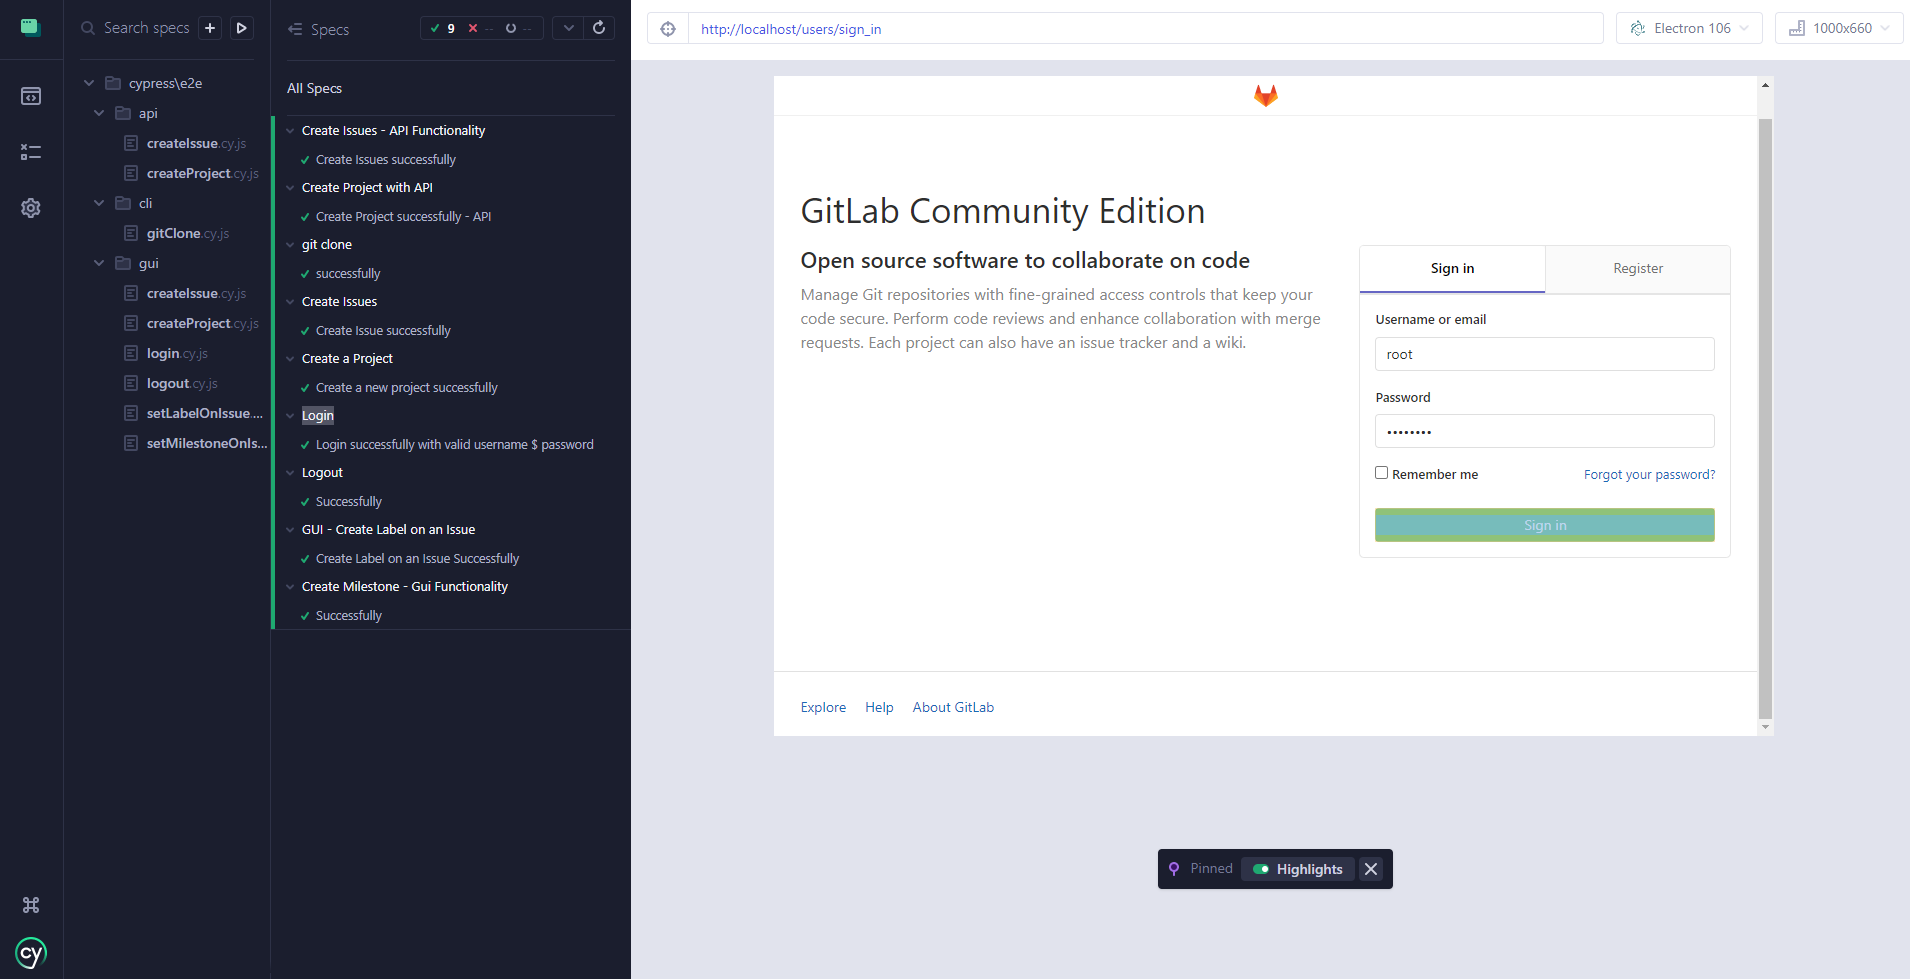 Search specs
cypress\e2e
api
createIssue.cy.js
createProject.cy.js
cli
gitClone.cy.js
gui
createIssue.cy.js
createProject.cy.js
login.cy.js
logout.cy.js
setLabelOnIssue....
setMilestoneOnIs...
cy
Specs
9 -- --
All Specs
Create Issues - API Functionality
Create Issues successfully
Create Project with API
Create Project successfully - API
git clone
successfully
Create Issues
Create Issue successfully
Create a Project
Create a new project successfully
Login
Login successfully with valid username $ password
Logout
Successfully
GUI - Create Label on an Issue
Create Label on an Issue Successfully
Create Milestone - Gui Functionality
Successfully
http://localhost/users/sign_in
Electron 106
1000x660
GitLab Community Edition
Open source software to collaborate on code
Manage Git repositories with fine-grained access controls that keep your
code secure. Perform code reviews and enhance collaboration with merge
requests. Each project can also have an issue tracker and a wiki.
Sign in
Register
Username or email
root
Password
••••••••
Remember me
Forgot your password?
Sign in
Explore Help About GitLab
Pinned Highlights